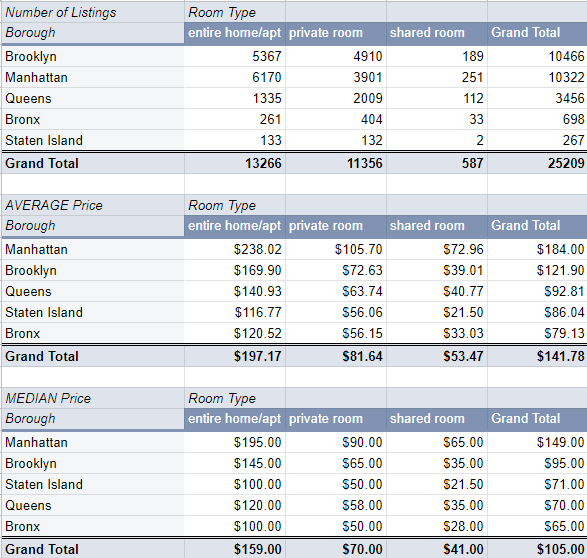 Number of Listings Room Type
Borough entire home/apt private room shared room Grand Total
Brooklyn 5367 4910 189 10466
Manhattan 6170 3901 251 10322
Queens 1335 2009 112 3456
Bronx 261 404 33 698
Staten Island 133 132 2 267
Grand Total 13266 11356 587 25209
AVERAGE Price Room Type
Borough entire home/apt private room shared room Grand Total
Manhattan $238.02 $105.70 $72.96 $184.00
Brooklyn $169.90 $72.63 $39.01 $121.90
Queens $140.93 $63.74 $40.77 $92.81
Staten Island $116.77 $56.06 $21.50 $86.04
Bronx $120.52 $56.15 $33.03 $79.13
Grand Total $197.17 $81.64 $53.47 $141.78
MEDIAN Price Room Type
Borough entire home/apt private room shared room Grand Total
Manhattan $195.00 $90.00 $65.00 $149.00
Brooklyn $145.00 $65.00 $35.00 $95.00
Staten Island $100.00 $50.00 $21.50 $71.00
Queens $120.00 $58.00 $35.00 $70.00
Bronx $100.00 $50.00 $28.00 $65.00
Grand Total $159.00 $70.00 $41.00 $105.00